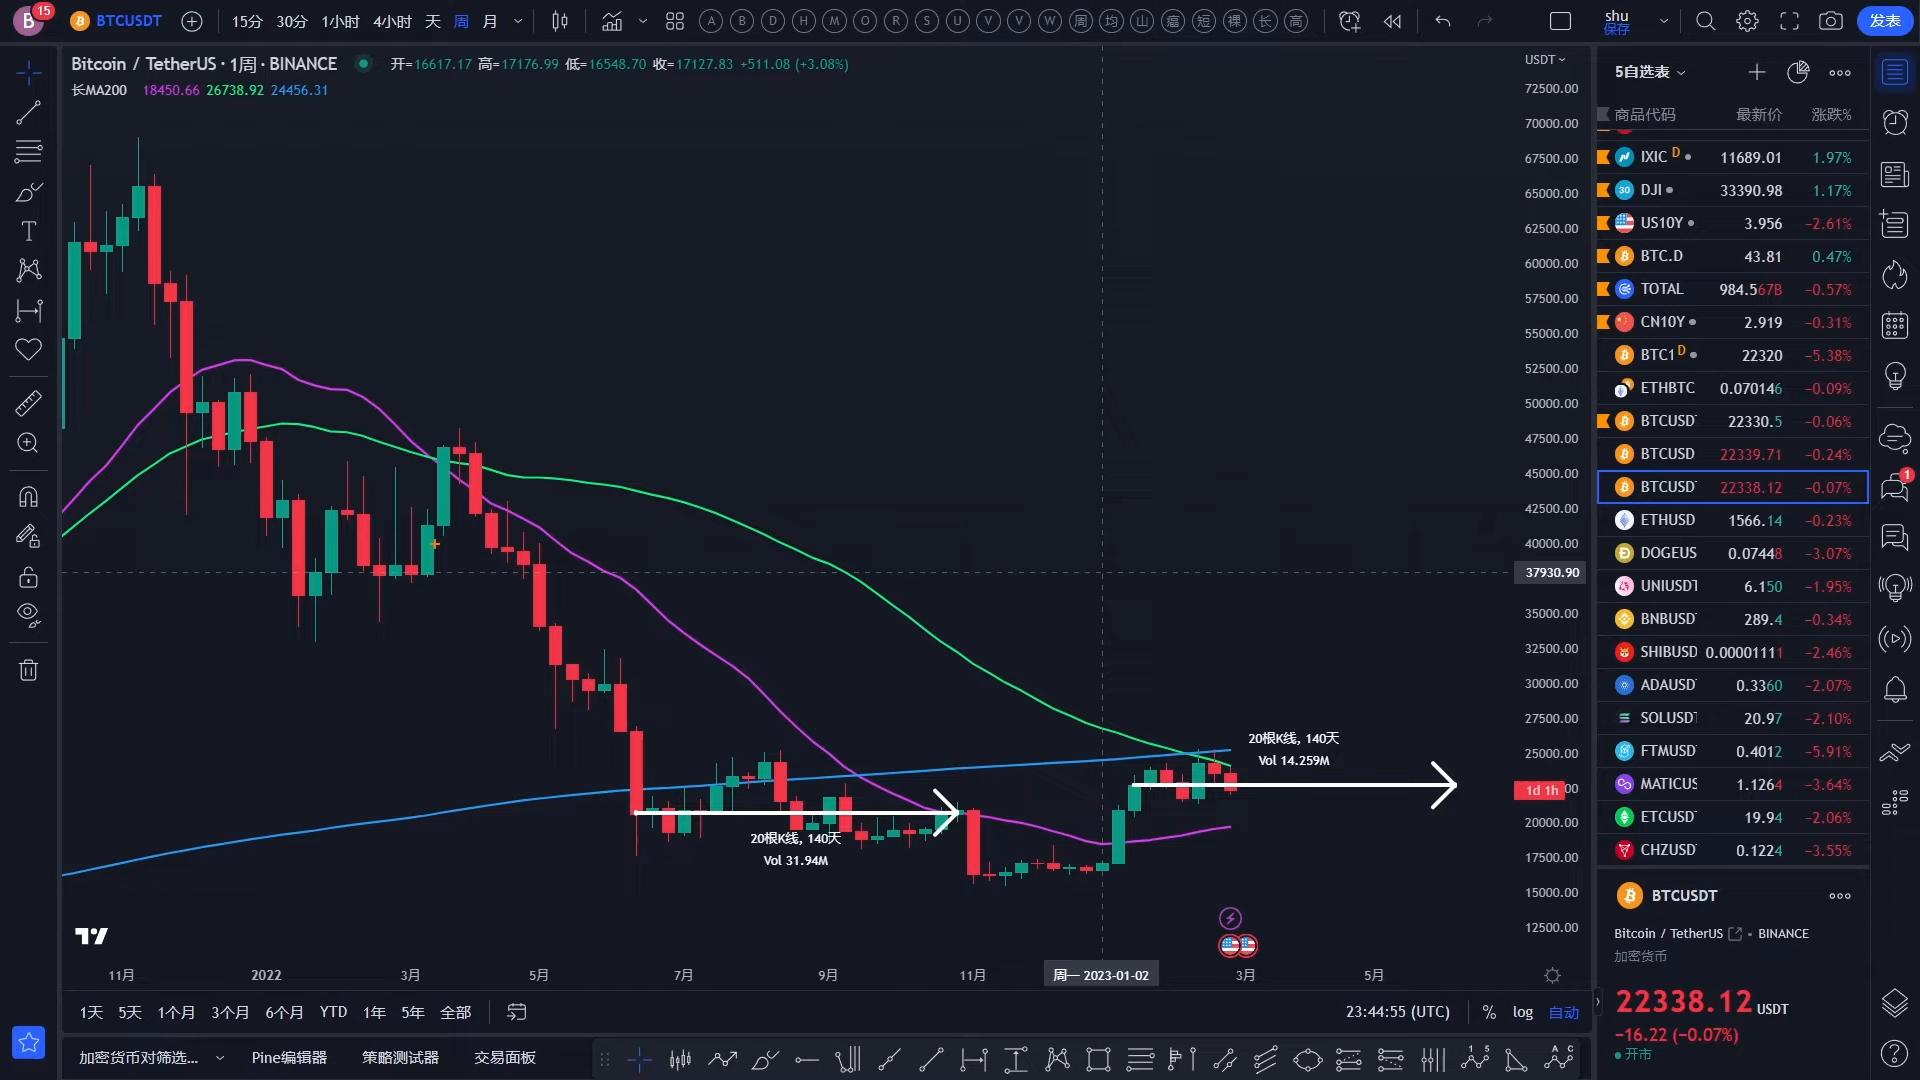 B 15 BTCUSDT 15分 30分 1小时 4小时 天 周 月 A B D H M O R S U V V W 周 均 山 短 裸 长 高 shu 保存 发表
Bitcoin / TetherUS · 1周 · BINANCE 开=16617.17 高=17176.99 低=16548.70 收=17127.83 +511.08 (+3.08%)
长MA200 18450.66 26738.92 24456.31
USDT
72500.00
70000.00
67500.00
65000.00
62500.00
60000.00
57500.00
55000.00
52500.00
50000.00
47500.00
45000.00
42500.00
40000.00
37930.90
35000.00
32500.00
30000.00
27500.00
25000.00
1d 1h
20000.00
17500.00
15000.00
12500.00
20根K线, 140天
Vol 14.259M
20根K线, 140天
Vol 31.94M
11月 2022 3月 5月 7月 9月 11月 周一 2023-01-02 3月 5月
1天 5天 1个月 3个月 6个月 YTD 1年 5年 全部 23:44:55 (UTC) % log 自动
加密货币对筛选... Pine编辑器 策略测试器 交易面板
5自选表
商品代码 最新价 涨跌%
IXIC D 11689.01 1.97%
DJI 33390.98 1.17%
US10Y 3.956 −2.61%
BTC.D 43.81 0.47%
TOTAL 984.567B −0.57%
CN10Y 2.919 −0.31%
BTC1 D 22320 −5.38%
ETHBTC 0.070146 −0.09%
BTCUSD 22330.5 −0.06%
BTCUSD 22339.71 −0.24%
BTCUSD 22338.12 −0.07%
ETHUSD 1566.14 −0.23%
DOGEUS 0.07448 −3.07%
UNIUSDT 6.150 −1.95%
BNBUSD 289.4 −0.34%
SHIBUSD 0.00001111 −2.46%
ADAUSD 0.3360 −2.07%
SOLUSDT 20.97 −2.10%
FTMUSD 0.4012 −5.91%
MATICUS 1.1264 −3.64%
ETCUSDT 19.94 −2.06%
CHZUSD 0.1224 −3.55%
BTCUSDT
Bitcoin / TetherUS · BINANCE
加密货币
22338.12 USDT
−16.22 (−0.07%)
开市
1